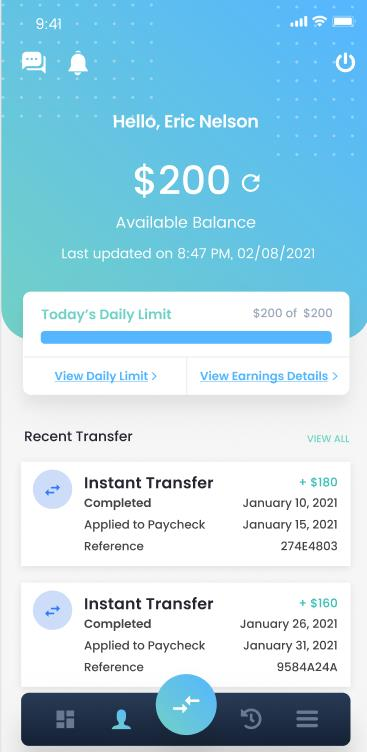 9:41
Hello, Eric Nelson
$200
Available Balance
Last updated on 8:47 PM, 02/08/2021
Today's Daily Limit $200 of $200
View Daily Limit > View Earnings Details >
Recent Transfer VIEW ALL
Instant Transfer + $180
Completed January 10, 2021
Applied to Paycheck January 15, 2021
Reference 274E4803
Instant Transfer + $160
Completed January 26, 2021
Applied to Paycheck January 31, 2021
Reference 9584A24A